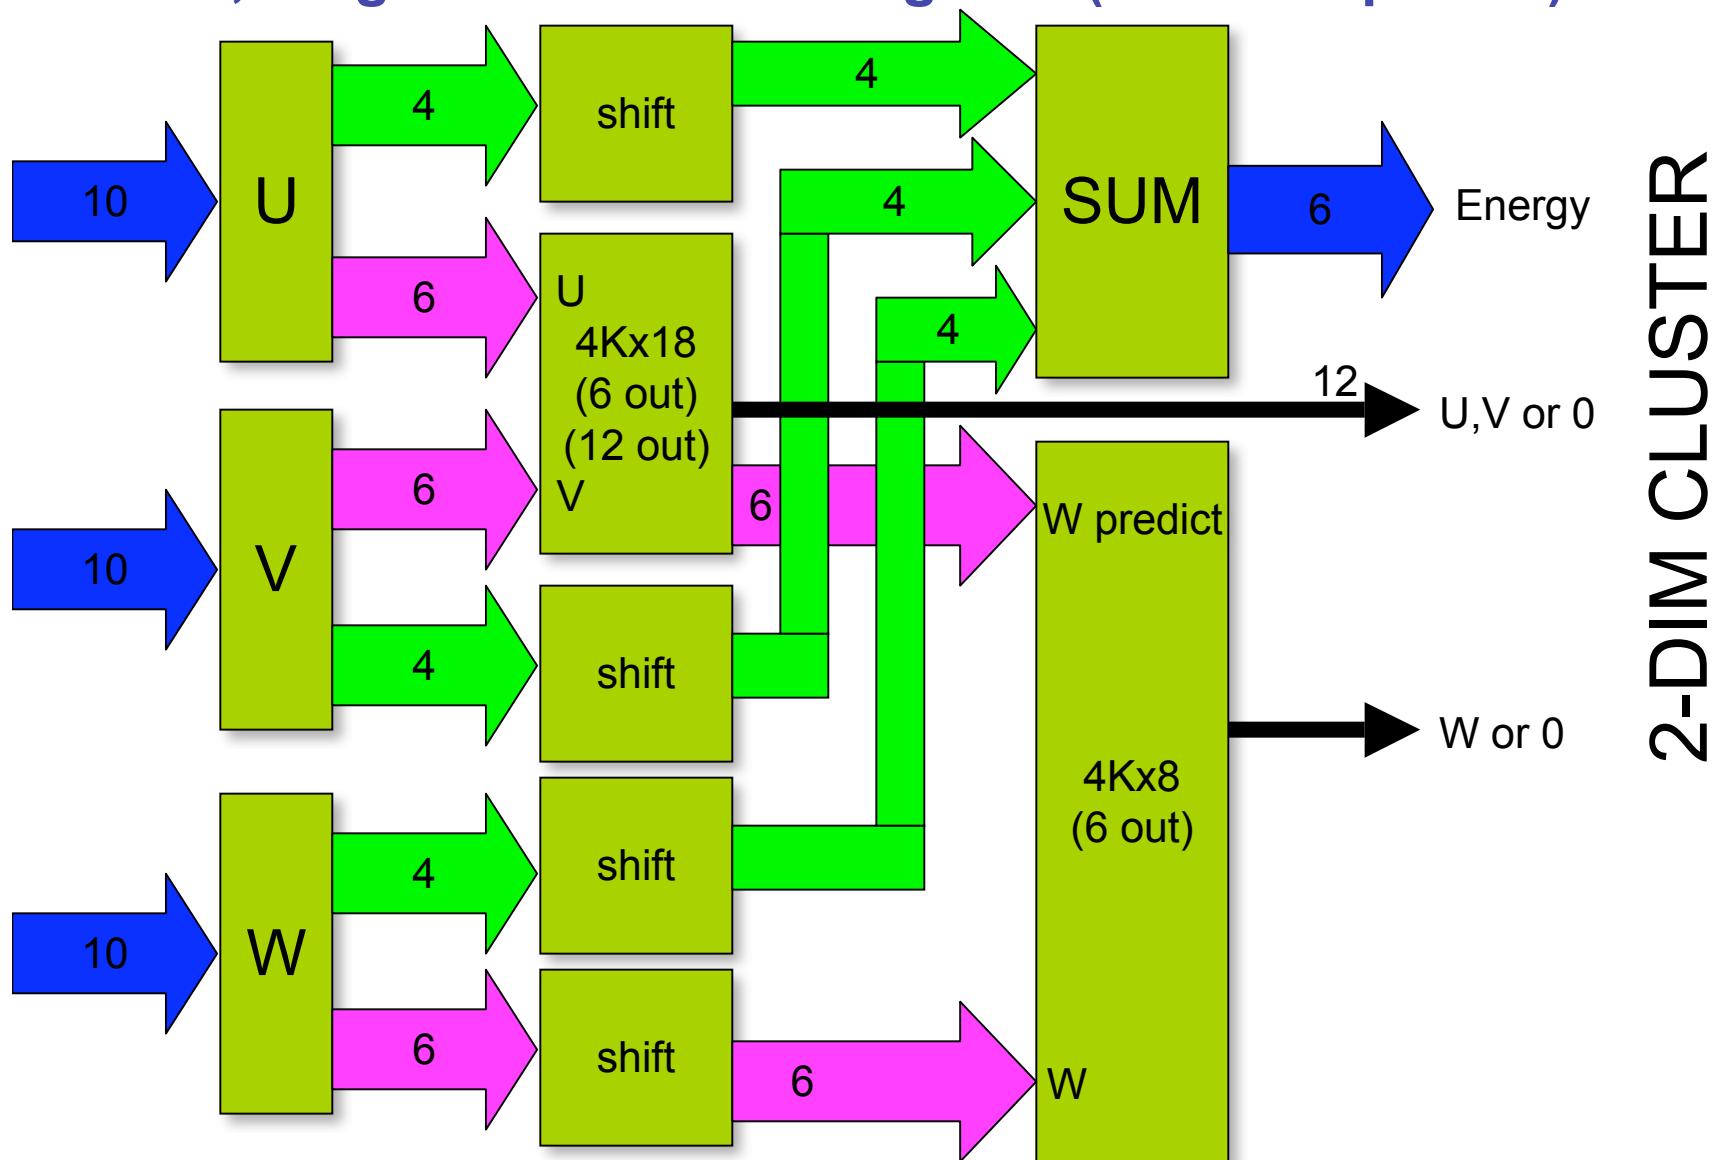 4
shift
4
10
U
4
SUM
6
Energy
6
U
4Kx18
(6 out)
(12 out)
V
4
12
U,V or 0
6
6
W predict
10
V
4
shift
W or 0
4Kx8
(6 out)
4
shift
10
W
6
shift
6
W
2-DIM CLUSTER